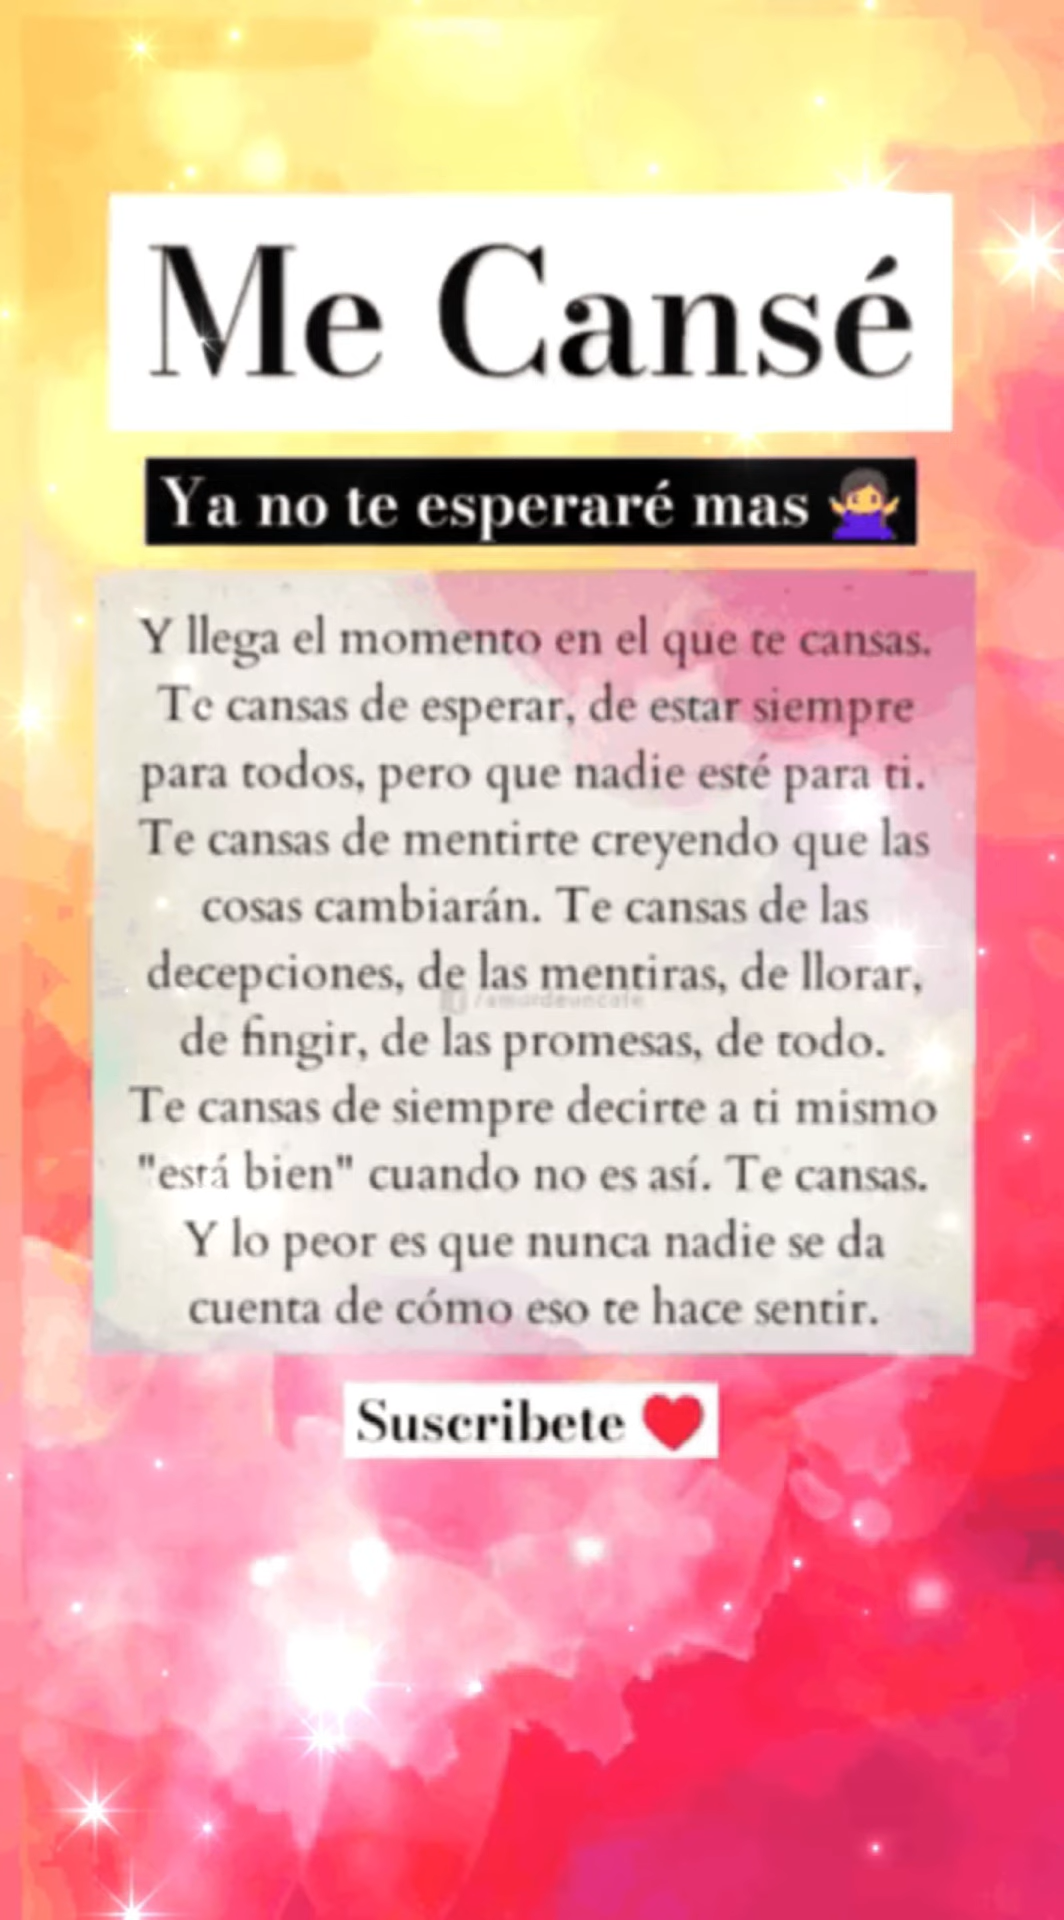 Me Cansé
Ya no te esperaré mas 🙅‍♀️
Y llega el momento en el que te cansas.
Te cansas de esperar, de estar siempre
para todos, pero que nadie esté para ti.
Te cansas de mentirte creyendo que las
cosas cambiarán. Te cansas de las
decepciones, de las mentiras, de llorar,
/amordeuncafe
de fingir, de las promesas, de todo.
Te cansas de siempre decirte a ti mismo
"está bien" cuando no es así. Te cansas.
Y lo peor es que nunca nadie se da
cuenta de cómo eso te hace sentir.
Suscribete ❤️